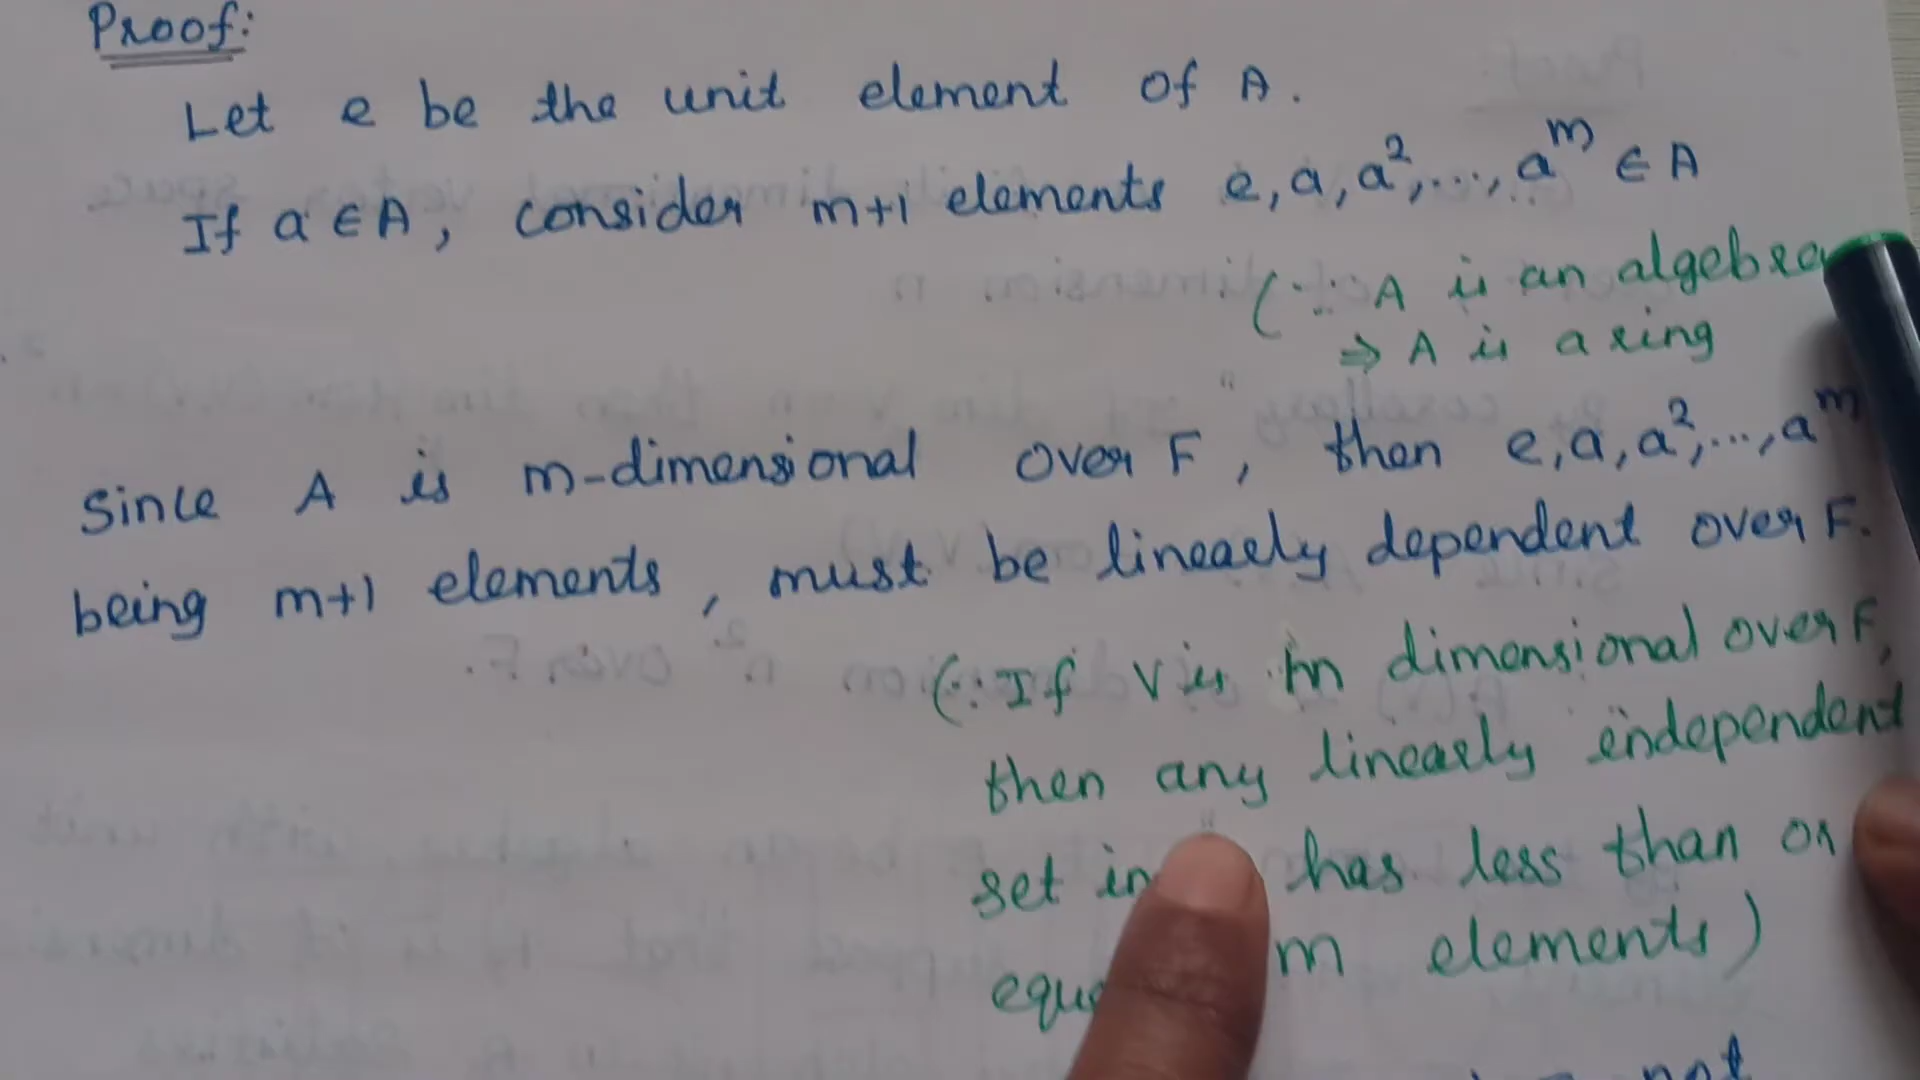 Proof:
Let e be the unit element of A.
If a ∈ A, consider m+1 elements e, a, a², ..., aᵐ ∈ A
(∵ A is an algebra
⇒ A is a ring
Since A is m-dimensional over F, then e, a, a², ..., aᵐ
being m+1 elements, must be linearly dependent over F.
(∵ If V is m dimensional over F,
then any linearly independent
set in has less than or
m elements)
not